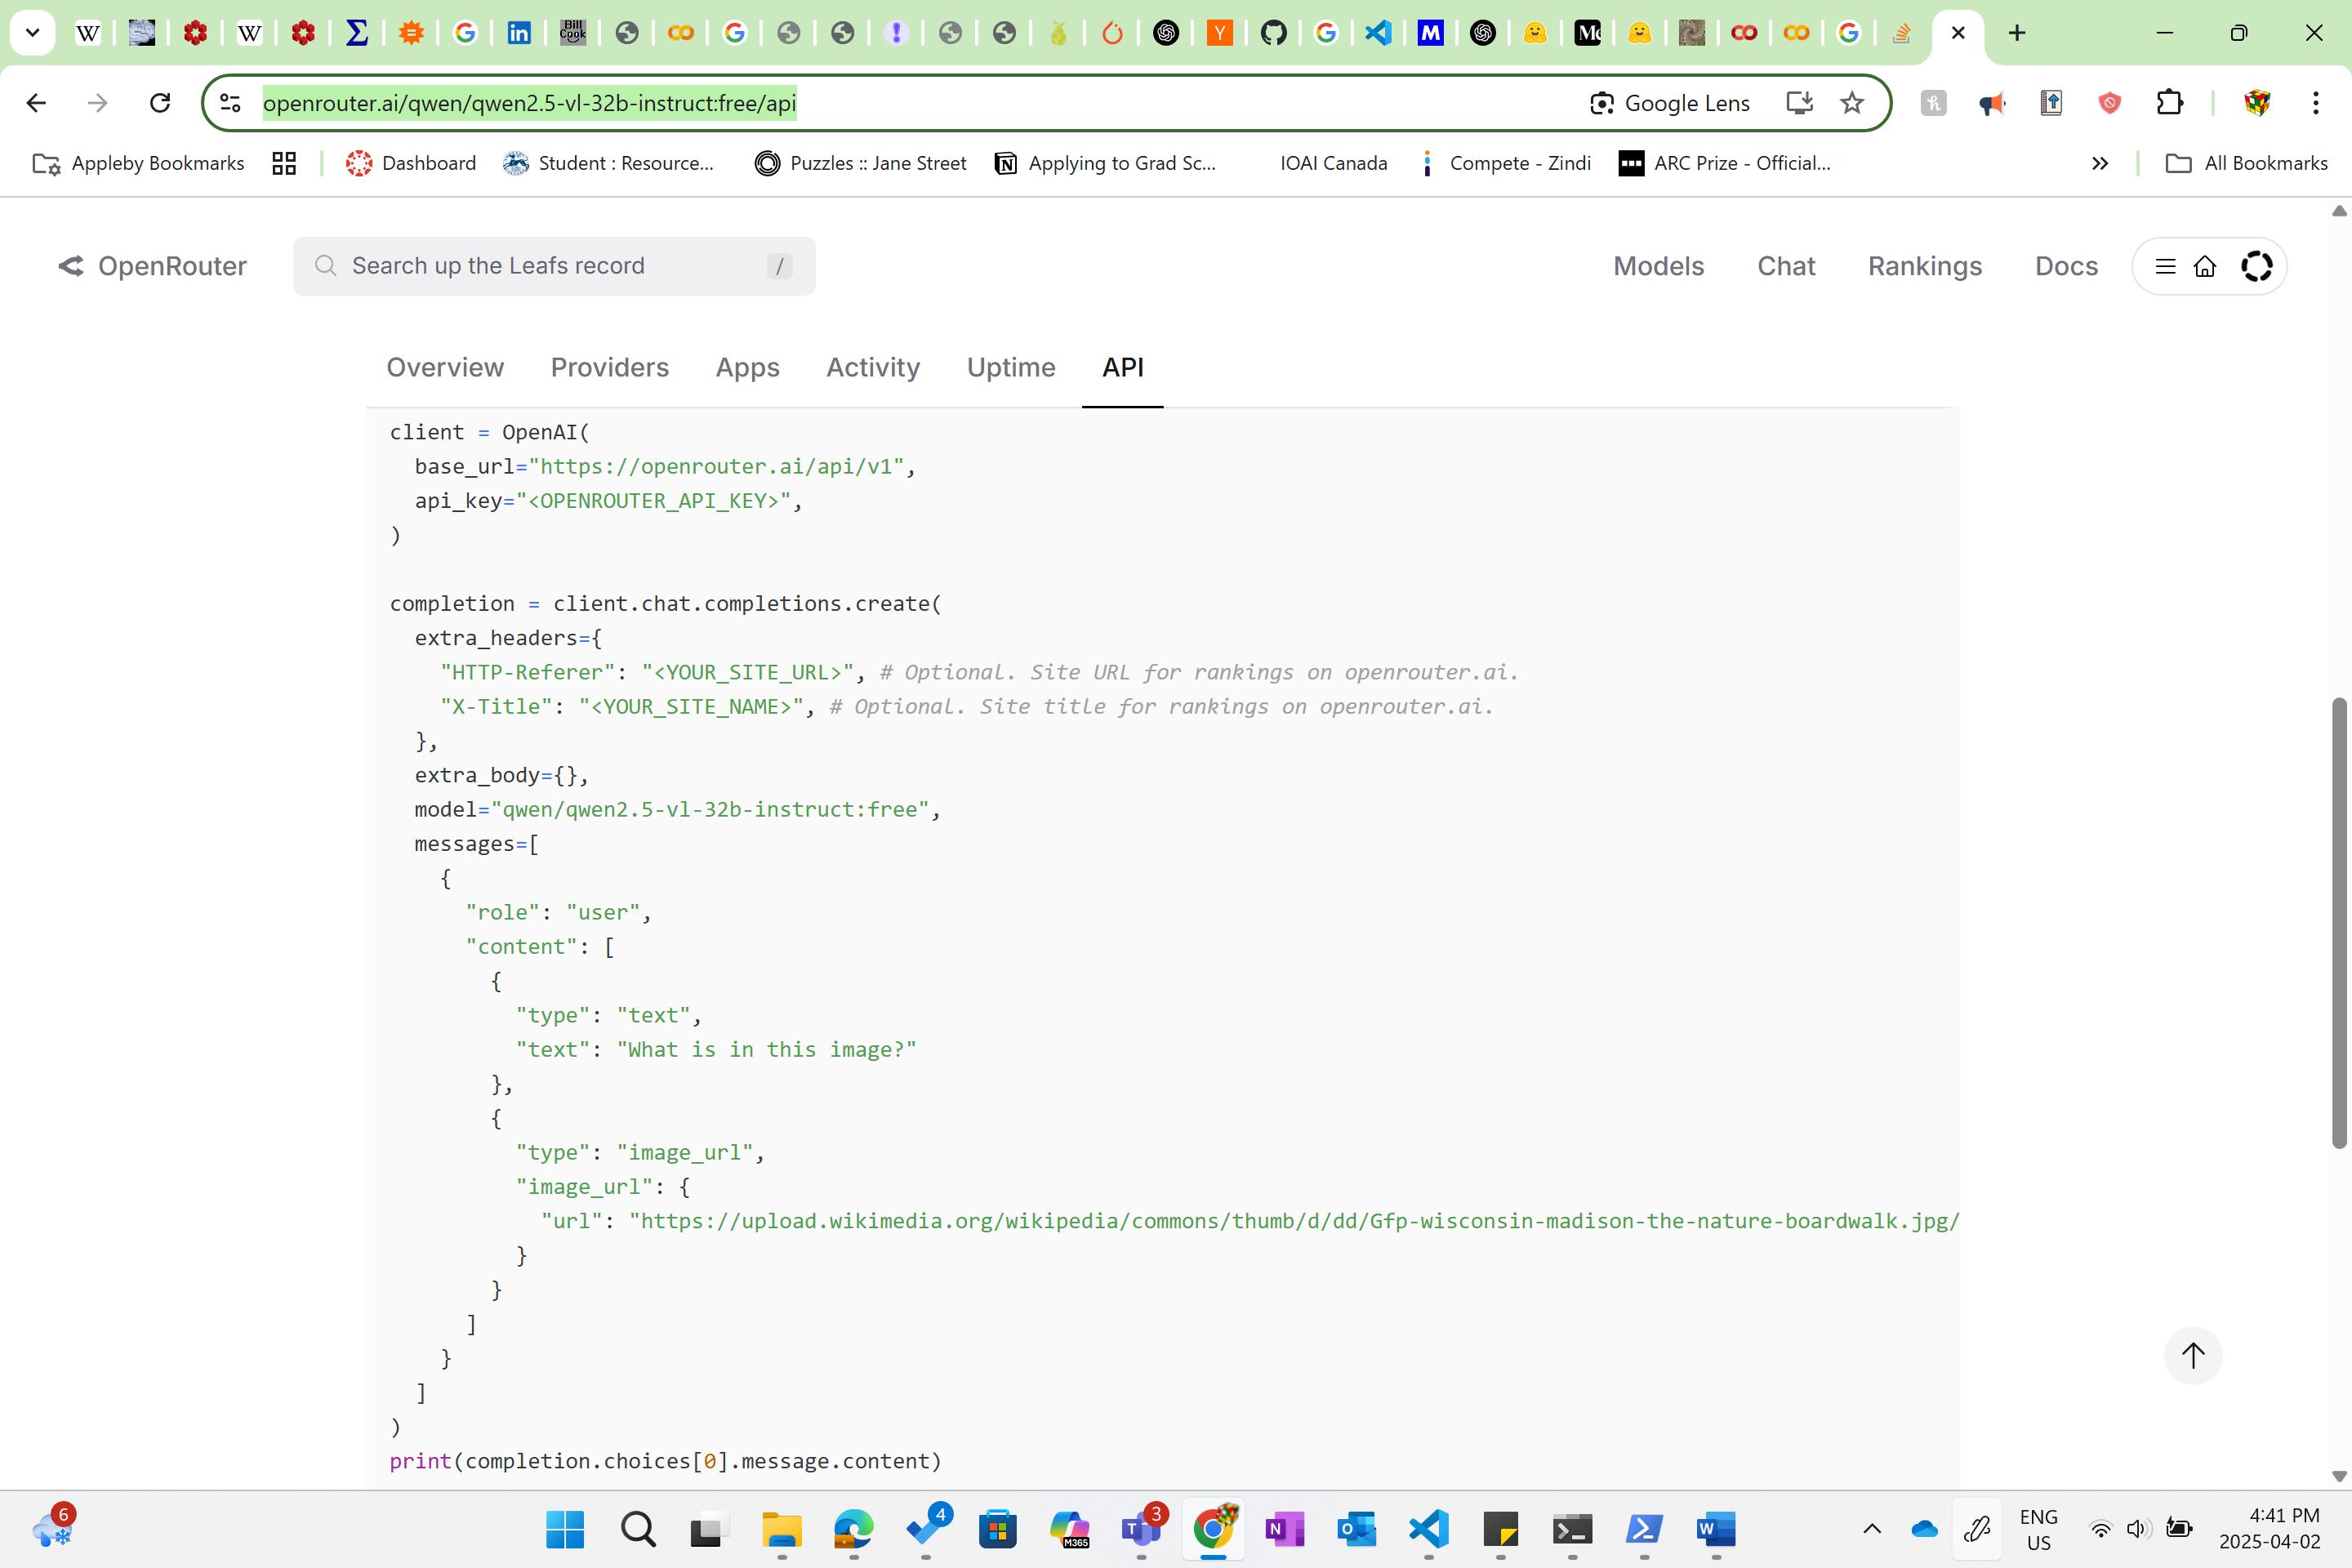 Bill
Cook
openrouter.ai/qwen/qwen2.5-vl-32b-instruct:free/api
Google Lens
Appleby Bookmarks
Dashboard
Student : Resource...
Puzzles :: Jane Street
Applying to Grad Sc...
IOAI Canada
Compete - Zindi
ARC Prize - Official...
All Bookmarks
OpenRouter
Search up the Leafs record
/
Models
Chat
Rankings
Docs
Overview
Providers
Apps
Activity
Uptime
API
client = OpenAI(
base_url="https://openrouter.ai/api/v1",
api_key="<OPENROUTER_API_KEY>",
)
completion = client.chat.completions.create(
extra_headers={
"HTTP-Referer": "<YOUR_SITE_URL>", # Optional. Site URL for rankings on openrouter.ai.
"X-Title": "<YOUR_SITE_NAME>", # Optional. Site title for rankings on openrouter.ai.
},
extra_body={},
model="qwen/qwen2.5-vl-32b-instruct:free",
messages=[
{
"role": "user",
"content": [
{
"type": "text",
"text": "What is in this image?"
},
{
"type": "image_url",
"image_url": {
"url": "https://upload.wikimedia.org/wikipedia/commons/thumb/d/dd/Gfp-wisconsin-madison-the-nature-boardwalk.jpg/
}
}
]
}
]
)
print(completion.choices[0].message.content)
6
4
M365
3
ENG
US
4:41 PM
2025-04-02